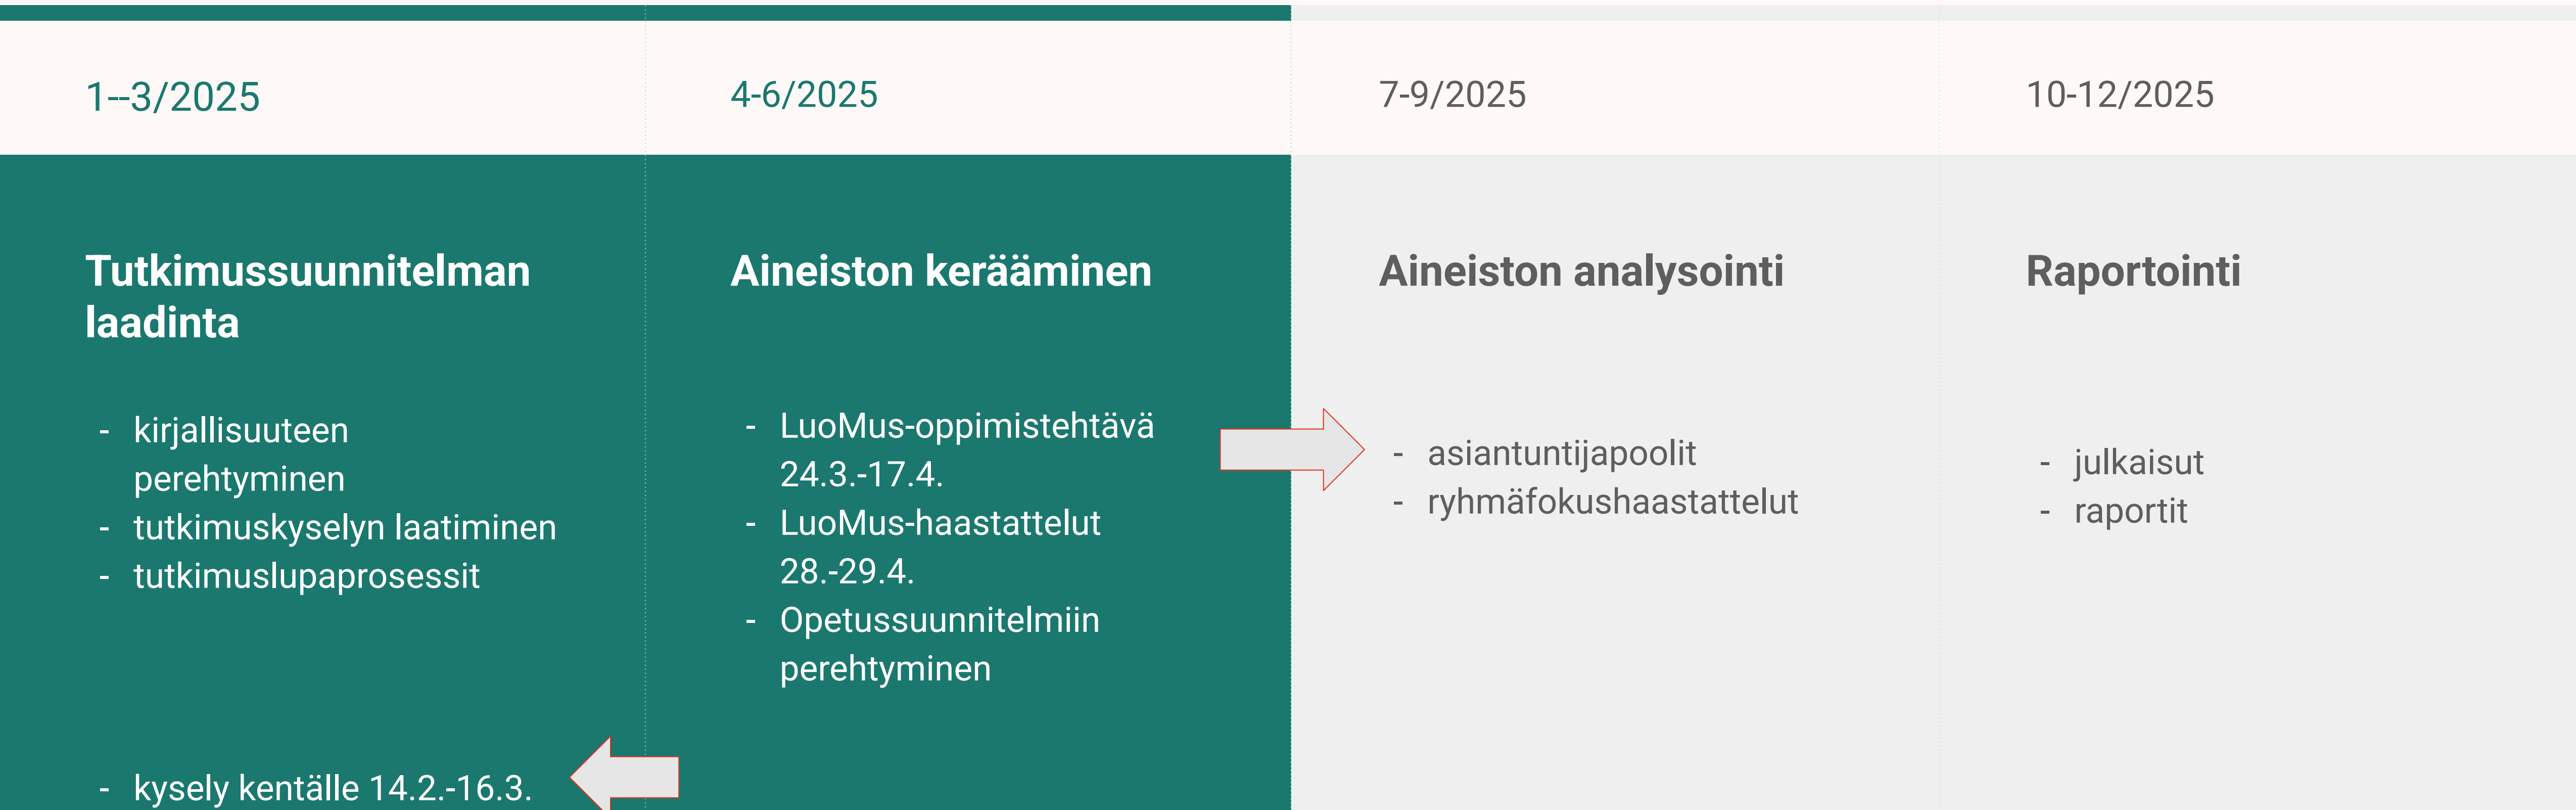 1--3/2025
4-6/2025
7-9/2025
10-12/2025
Tutkimussuunnitelman
laadinta
- kirjallisuuteen
perehtyminen
- tutkimuskyselyn laatiminen
- tutkimuslupaprosessit
- kysely kentälle 14.2.-16.3.
Aineiston kerääminen
- LuoMus-oppimistehtävä
24.3.-17.4.
- LuoMus-haastattelut
28.-29.4.
- Opetussuunnitelmiin
perehtyminen
Aineiston analysointi
- asiantuntijapoolit
- ryhmäfokushaastattelut
Raportointi
- julkaisut
- raportit